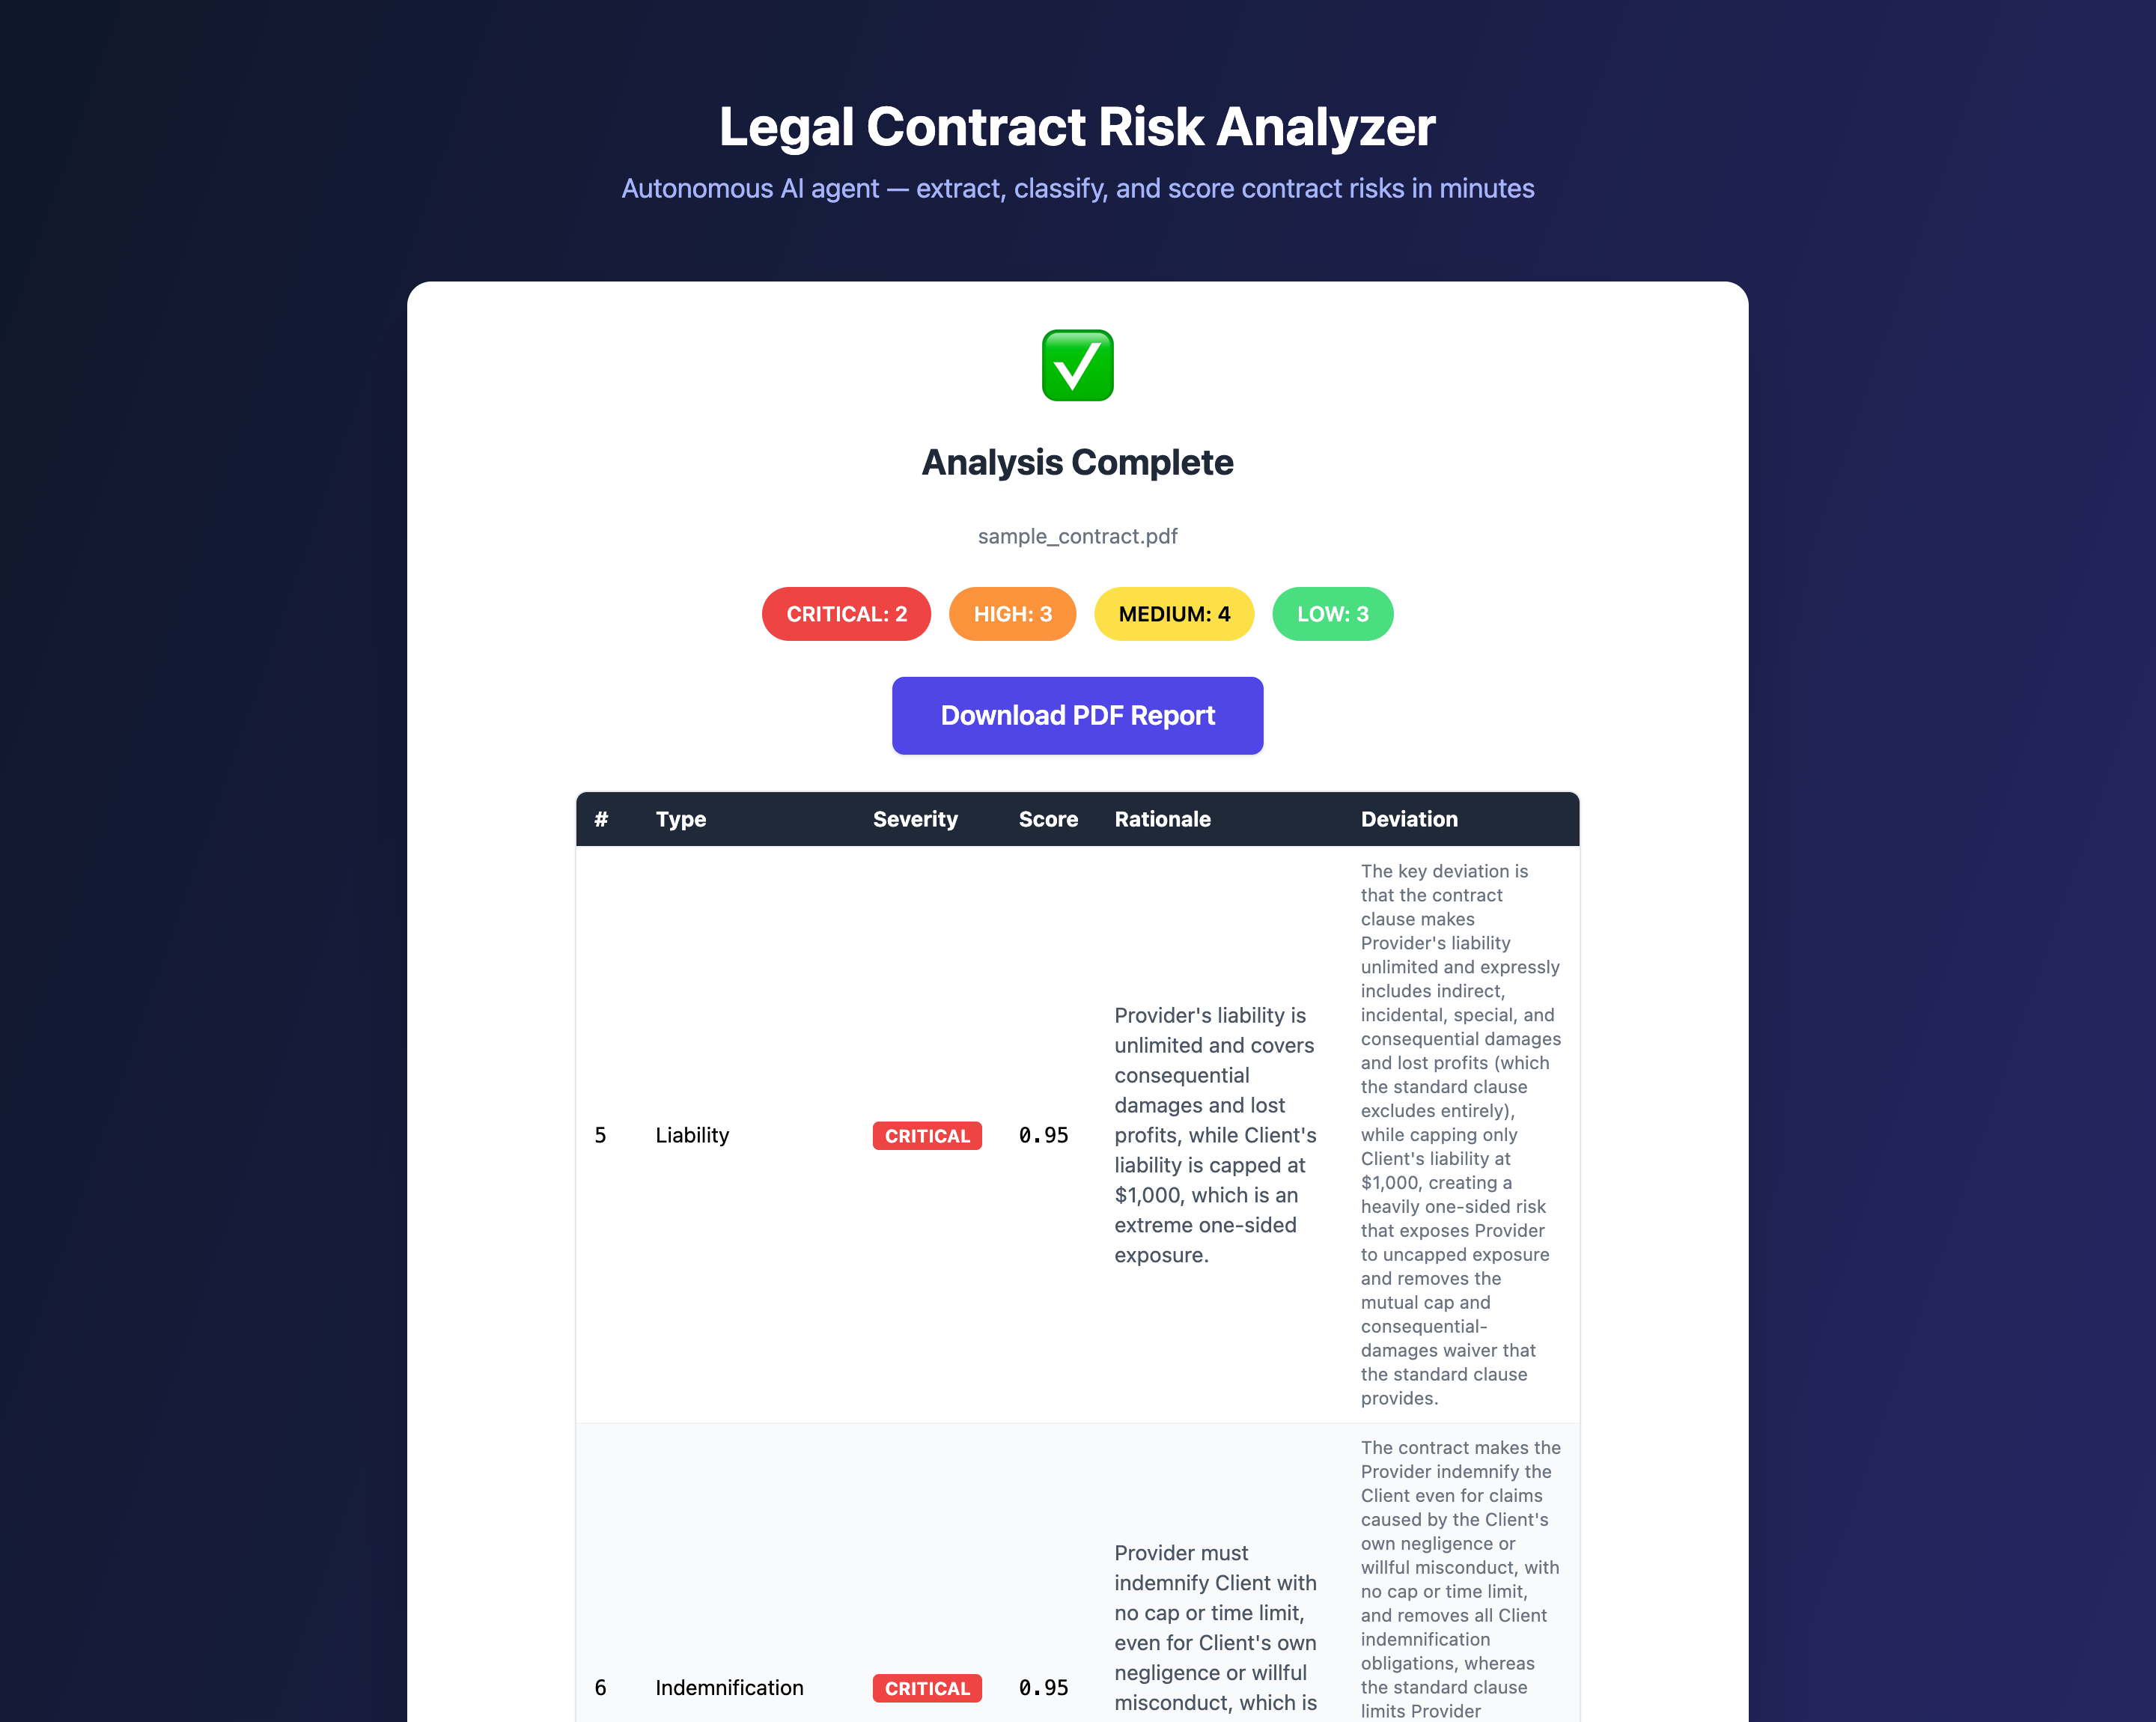 Legal Contract Risk Analyzer
Autonomous AI agent — extract, classify, and score contract risks in minutes
Analysis Complete
sample_contract.pdf
CRITICAL: 2 HIGH: 3 MEDIUM: 4 LOW: 3
Download PDF Report
# Type Severity Score Rationale Deviation
5 Liability CRITICAL 0.95
Provider's liability is
unlimited and covers
consequential
damages and lost
profits, while Client's
liability is capped at
$1,000, which is an
extreme one-sided
exposure.
The key deviation is
that the contract
clause makes
Provider's liability
unlimited and expressly
includes indirect,
incidental, special, and
consequential damages
and lost profits (which
the standard clause
excludes entirely),
while capping only
Client's liability at
$1,000, creating a
heavily one-sided risk
that exposes Provider
to uncapped exposure
and removes the
mutual cap and
consequential-
damages waiver that
the standard clause
provides.
6 Indemnification CRITICAL 0.95
Provider must
indemnify Client with
no cap or time limit,
even for Client's own
negligence or willful
misconduct, which is
The contract makes the
Provider indemnify the
Client even for claims
caused by the Client's
own negligence or
willful misconduct, with
no cap or time limit,
and removes all Client
indemnification
obligations, whereas
the standard clause
limits Provider